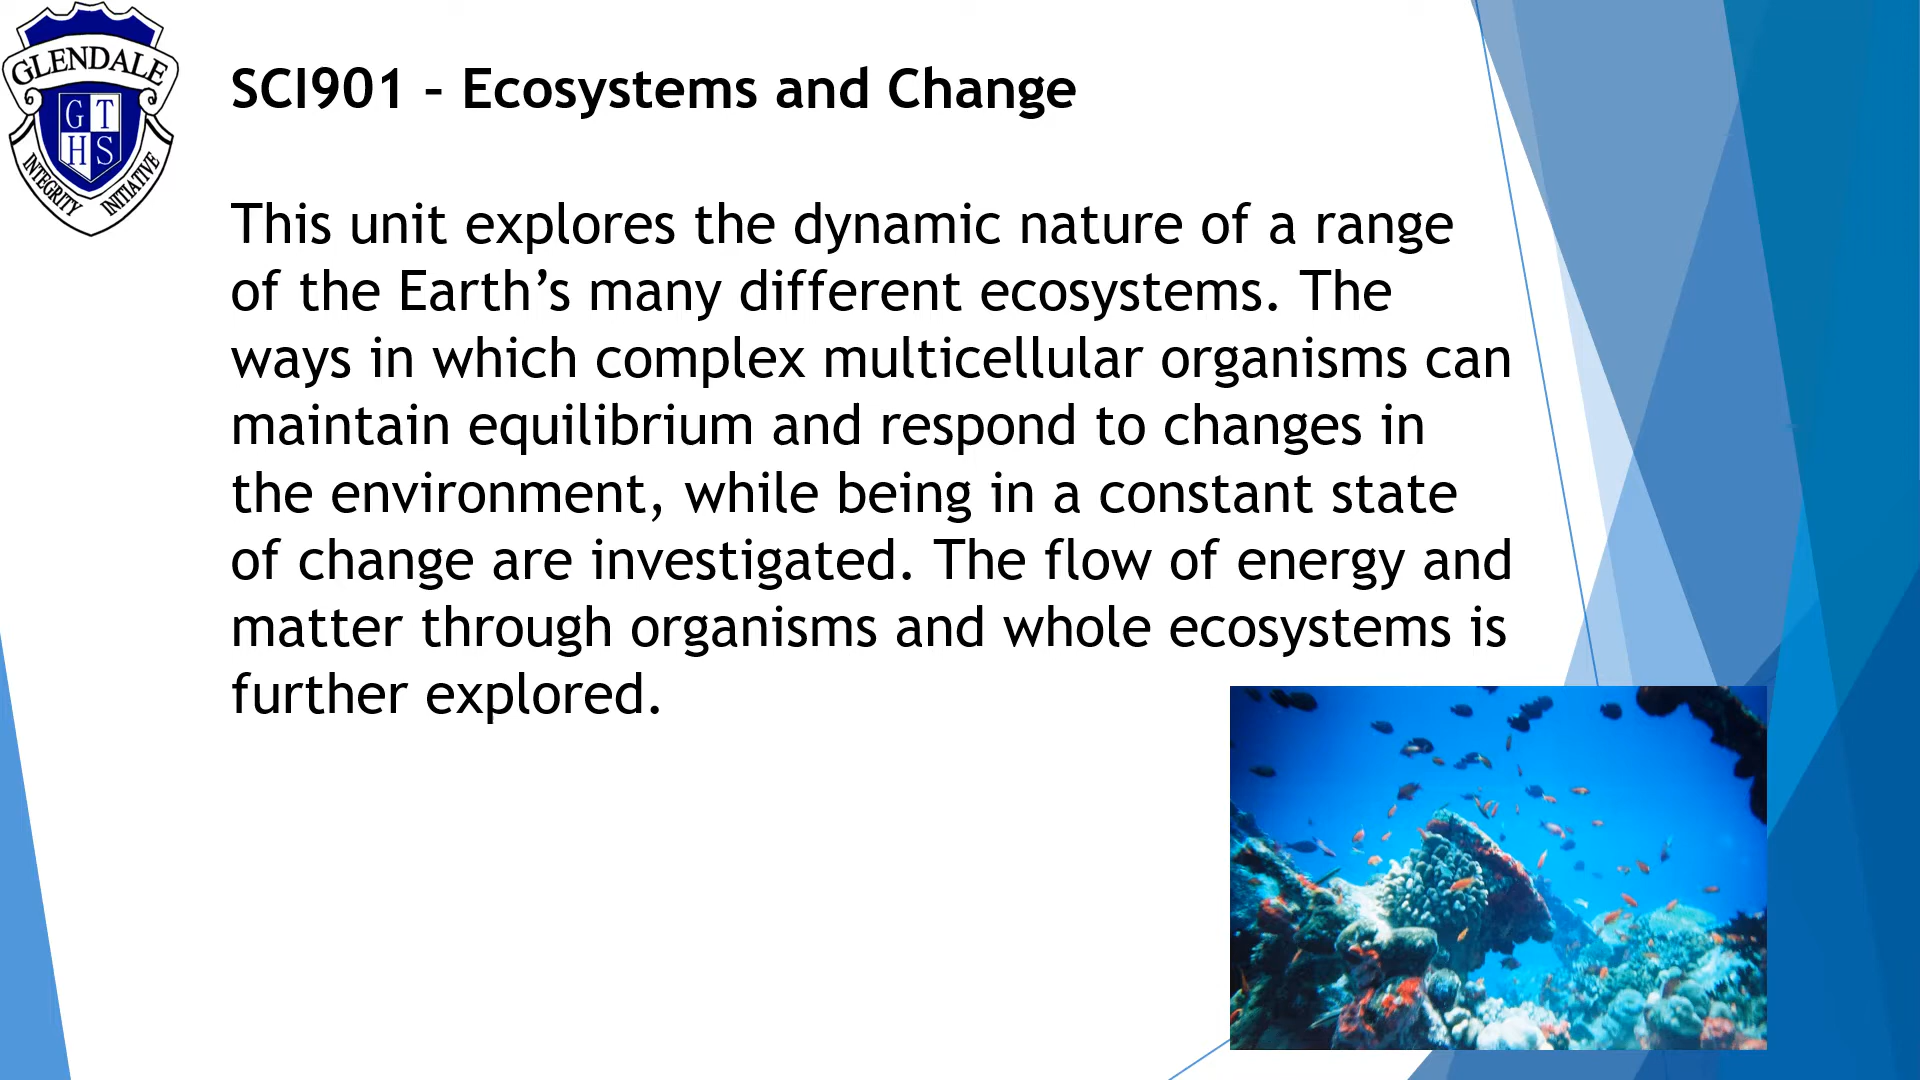 GLENDALE
G T
H S
INTEGRITY INITIATIVE
SCI901 – Ecosystems and Change
This unit explores the dynamic nature of a range
of the Earth’s many different ecosystems. The
ways in which complex multicellular organisms can
maintain equilibrium and respond to changes in
the environment, while being in a constant state
of change are investigated. The flow of energy and
matter through organisms and whole ecosystems is
further explored.